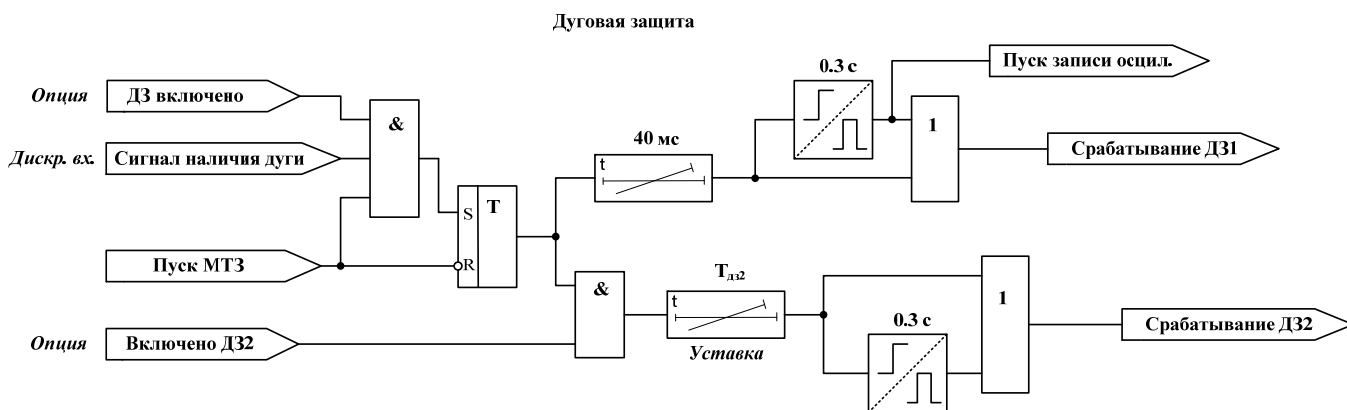 Дуговая защита
0.3 с
Пуск записи осцил.
Опция
ДЗ включено
&
1
40 мс
Дискр. вх.
Сигнал наличия дуги
t
Срабатывание ДЗ1
S
T
Пуск МТЗ
R
Tдз2
&
t
1
0.3 с
Срабатывание ДЗ2
Опция
Включено ДЗ2
Уставка